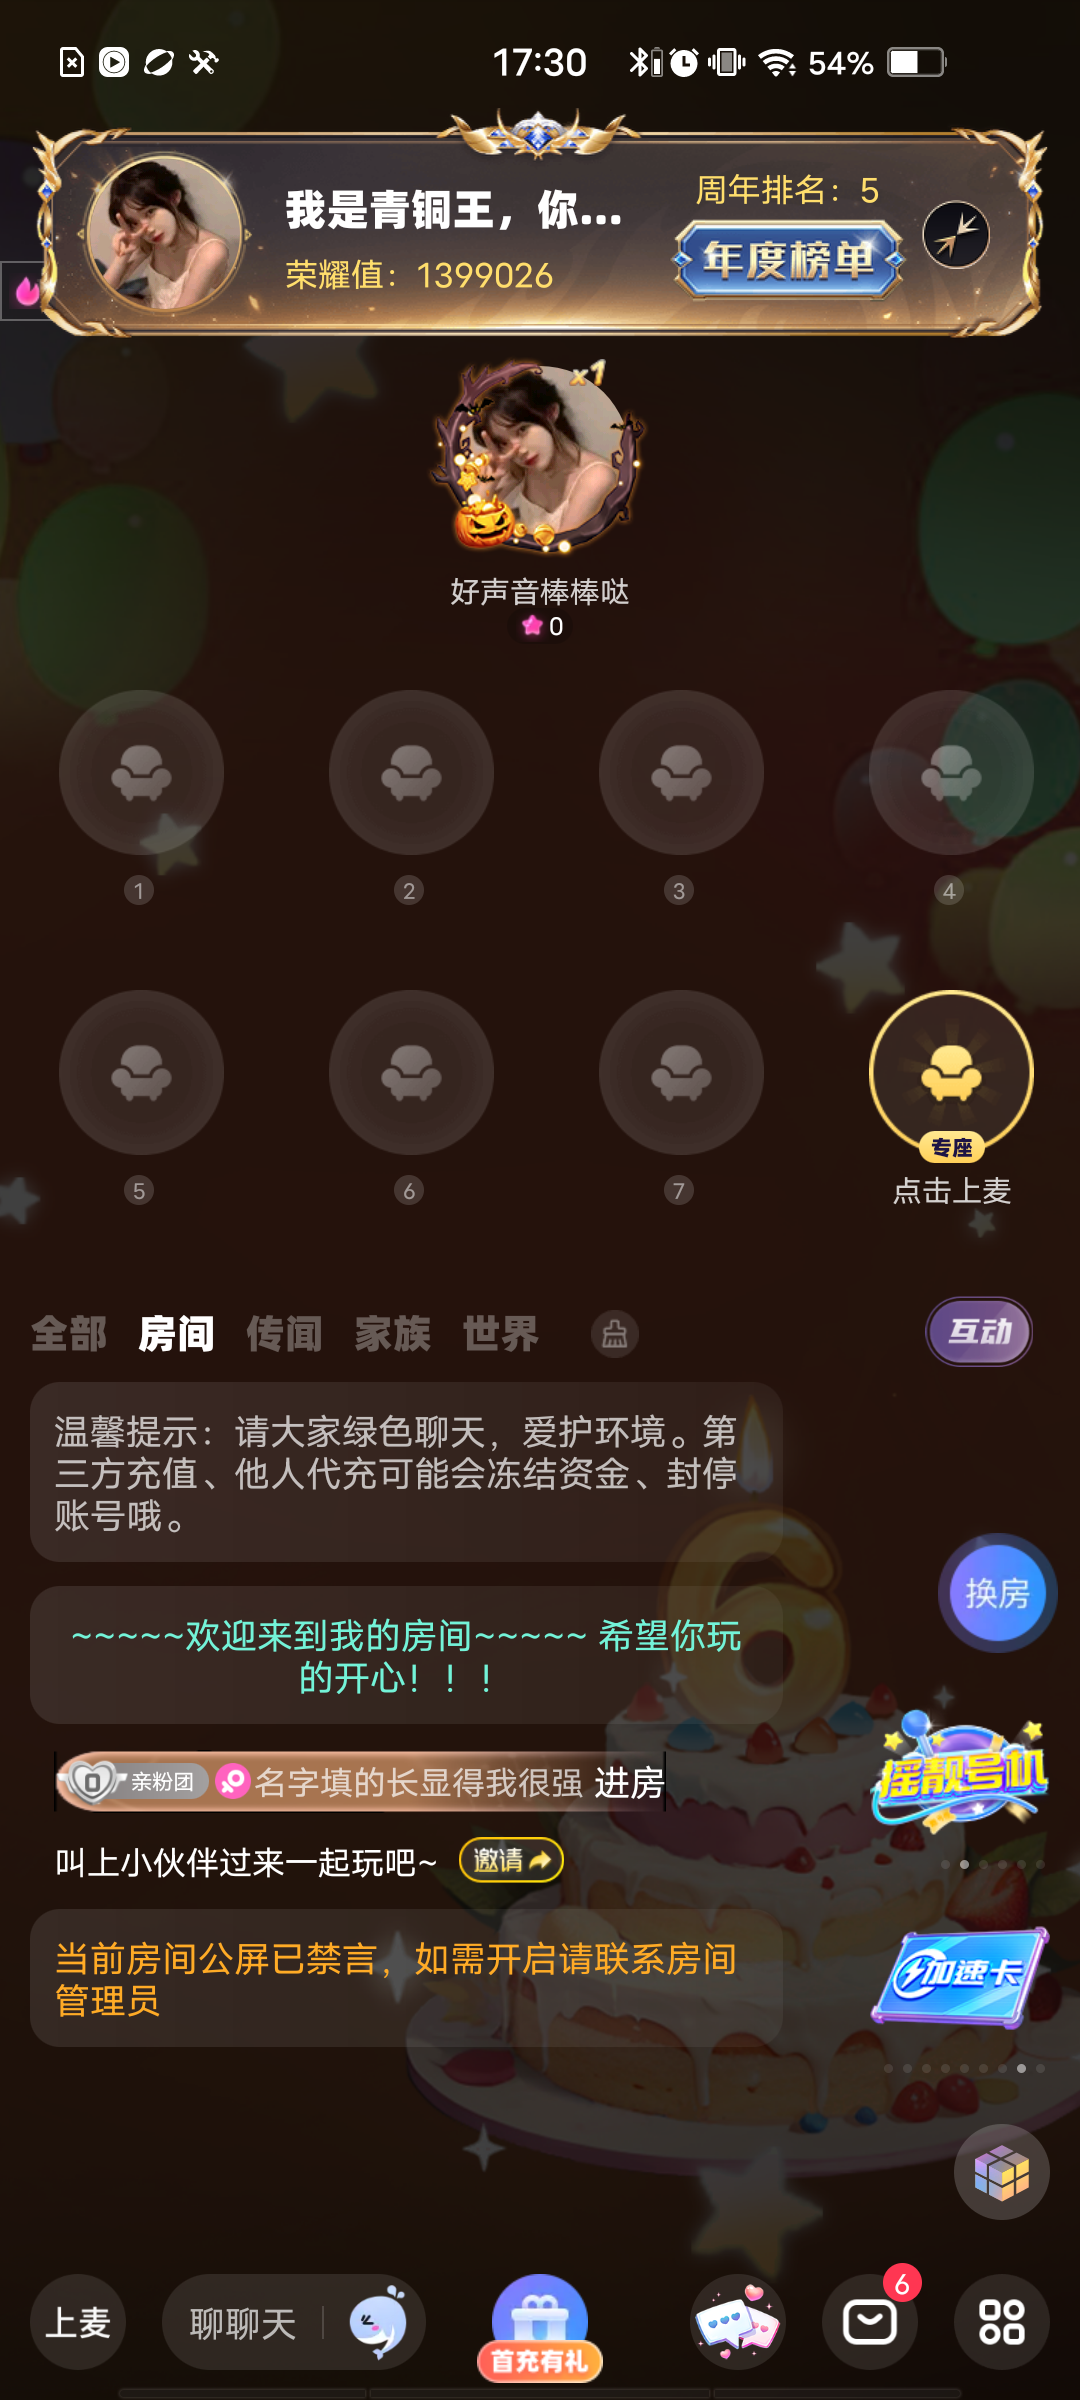 17:30
54%
我是青铜王，你...
周年排名：5
荣耀值：1399026
年度榜单
x1
好声音棒棒哒
0
1
2
3
4
5
6
7
专座
点击上麦
全部 房间 传闻 家族 世界
互动
温馨提示：请大家绿色聊天，爱护环境。第
三方充值、他人代充可能会冻结资金、封停
账号哦。
换房
~~~~~欢迎来到我的房间~~~~~ 希望你玩
的开心！！！
0 亲粉团 名字填的长显得我很强 进房
摇靓号机
叫上小伙伴过来一起玩吧~ 邀请
当前房间公屏已禁言，如需开启请联系房间
管理员
加速卡
6
上麦
聊聊天
首充有礼